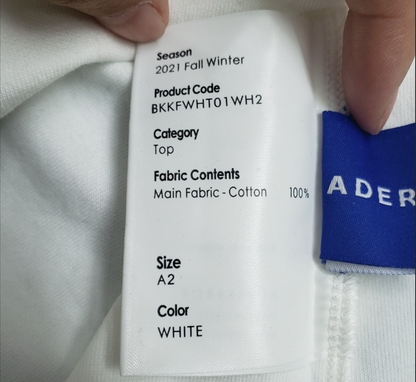 Season
2021 Fall Winter
Product Code
BKKFWHT01WH2
Category
Top
Fabric Contents
Main Fabric - Cotton 100%
Size
A2
Color
WHITE
ADER